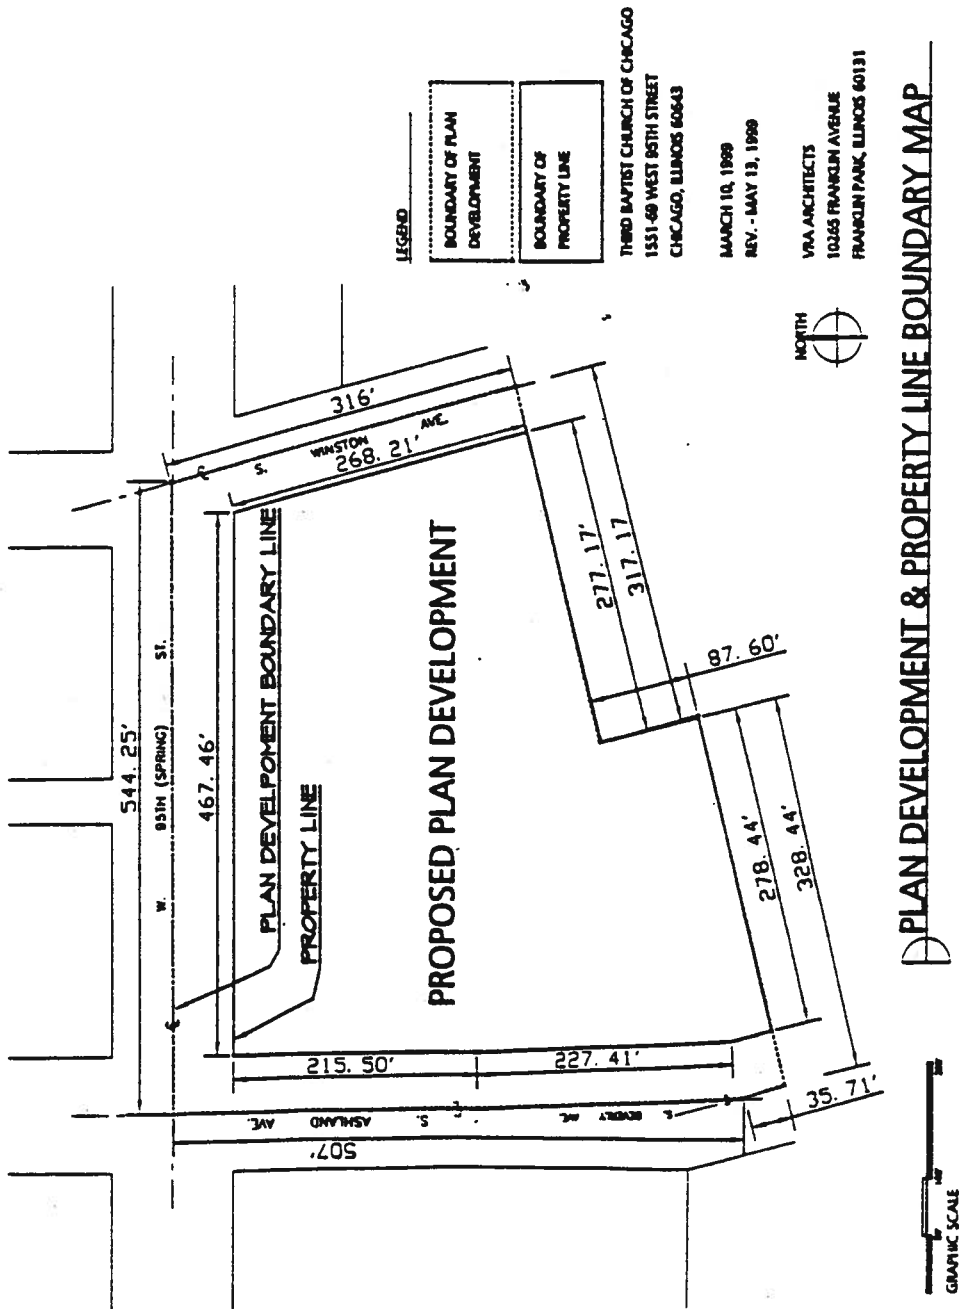 544. 25'
W. 95TH (SPRING) ST.
467. 46'
PLAN DEVELPOMENT BOUNDARY LINE
PROPERTY LINE
PROPOSED PLAN DEVELOPMENT
316'
S. WINSTON AVE.
268. 21'
277. 17'
317. 17
87. 60'
278. 44'
328. 44'
215. 50'
227. 41'
S. ASHLAND AVE.
S. BEVERLY AVE.
507'
35. 71'
LEGEND
BOUNDARY OF PLAN
DEVELOPMENT
BOUNDARY OF
PROPERTY LINE
THIRD BAPTIST CHURCH OF CHICAGO
1551-69 WEST 95TH STREET
CHICAGO, ILLINOIS 60643
MARCH 10, 1999
REV. - MAY 13, 1999
VRA ARCHITECTS
10265 FRANKLIN AVENUE
FRANKLIN PARK, ILLINOIS 60131
NORTH
PLAN DEVELOPMENT & PROPERTY LINE BOUNDARY MAP
GRAPHIC SCALE